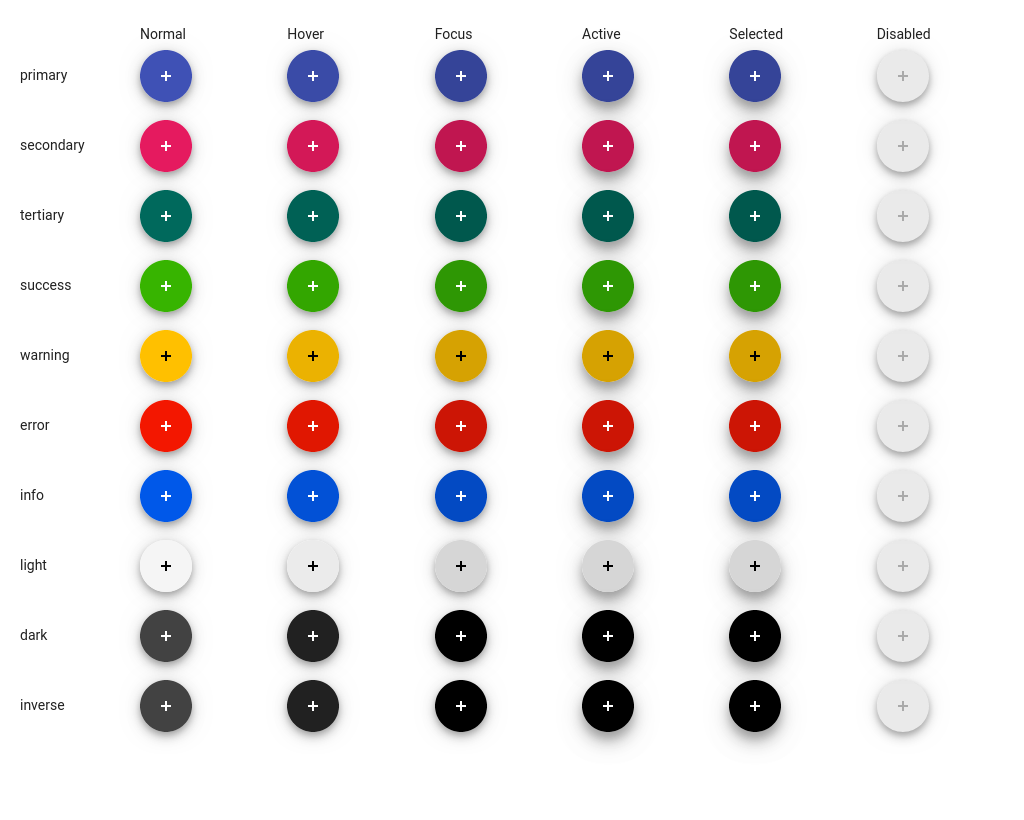 Normal Hover Focus Active Selected Disabled
primary
secondary
tertiary
success
warning
error
info
light
dark
inverse